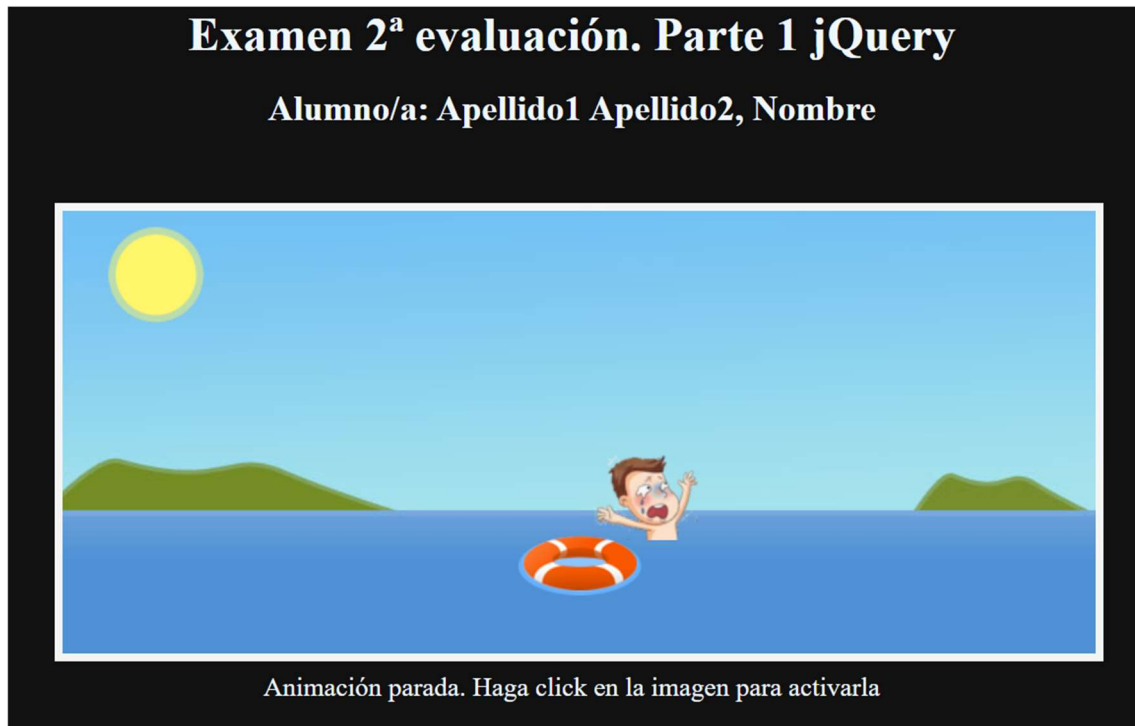 Examen 2ª evaluación. Parte 1 jQuery
Alumno/a: Apellido1 Apellido2, Nombre
Animación parada. Haga click en la imagen para activarla